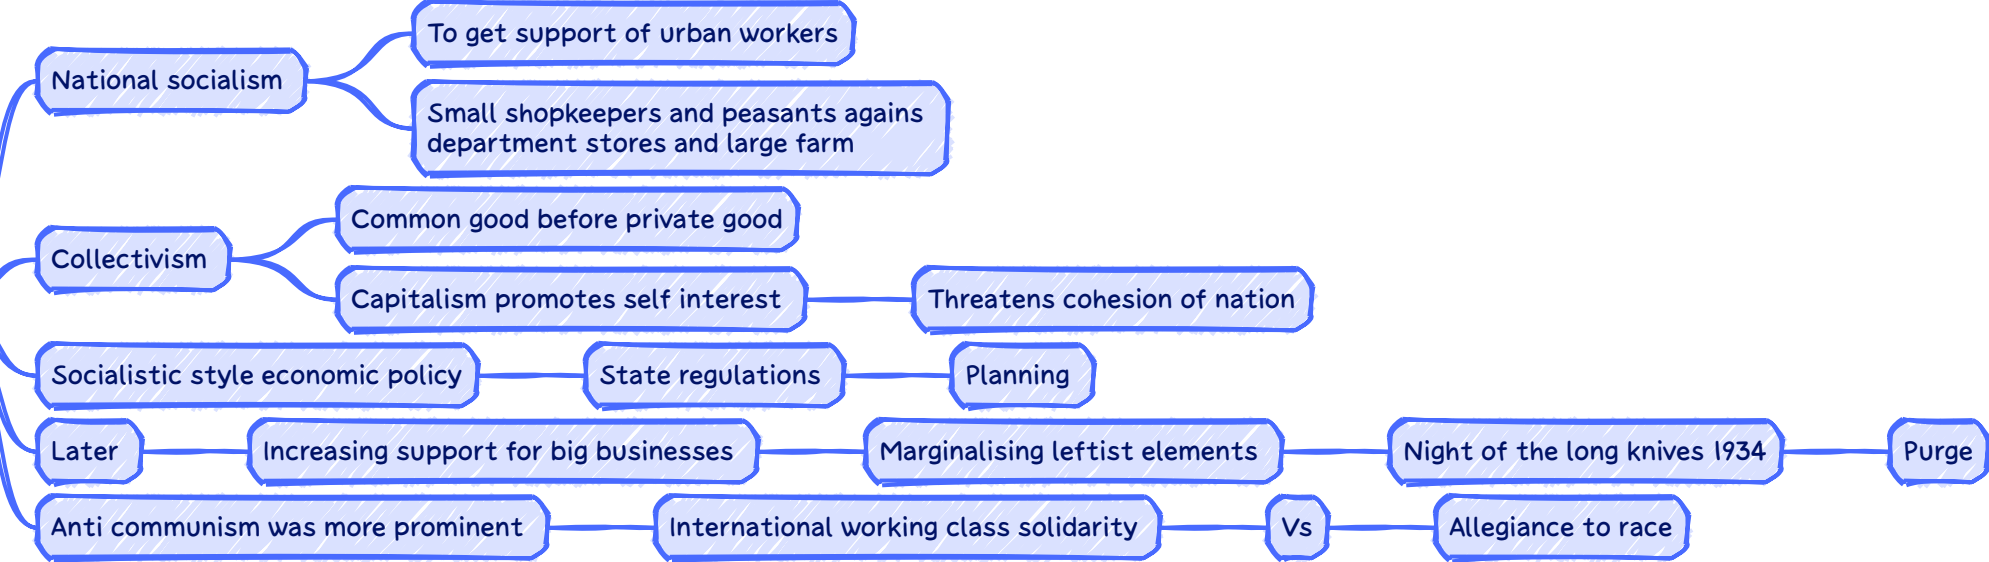 To get support of urban workers
National socialism
Small shopkeepers and peasants agains
department stores and large farm
Common good before private good
Collectivism
Capitalism promotes self interest
Threatens cohesion of nation
Socialistic style economic policy
State regulations
Planning
Later
Increasing support for big businesses
Marginalising leftist elements
Night of the long knives 1934
Purge
Anti communism was more prominent
International working class solidarity
Vs
Allegiance to race